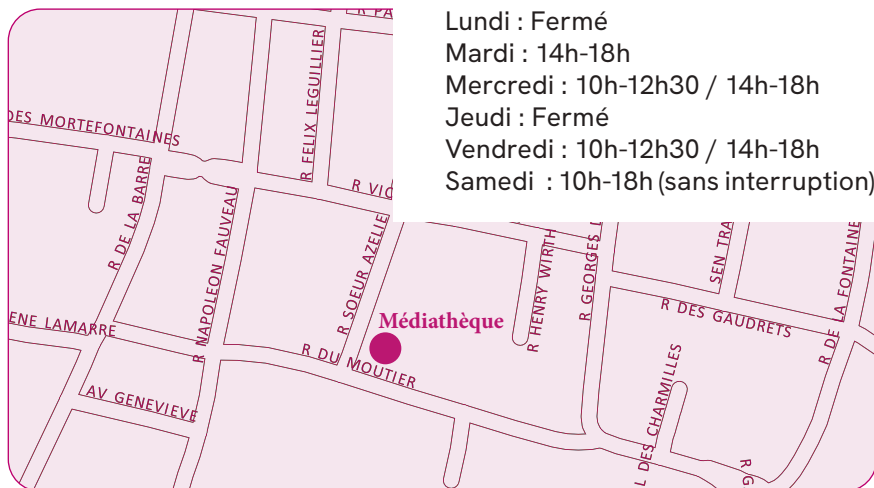 Lundi : Fermé
Mardi : 14h-18h
Mercredi : 10h-12h30 / 14h-18h
Jeudi : Fermé
Vendredi : 10h-12h30 / 14h-18h
Samedi : 10h-18h (sans interruption)
DES MORTEFONTAINES
R DE LA BARRE
R NAPOLEON FAUVEAU
R FELIX LEGUILLIER
R SOEUR AZELIE
Médiathèque
R DU MOUTIER
R HENRY WIRTH
R GEORGES
SEN
R DES GAUDRETS
R DE LA FONTAINE
ENE LAMARRE
AV GENEVIEVE
DES CHARMILLES